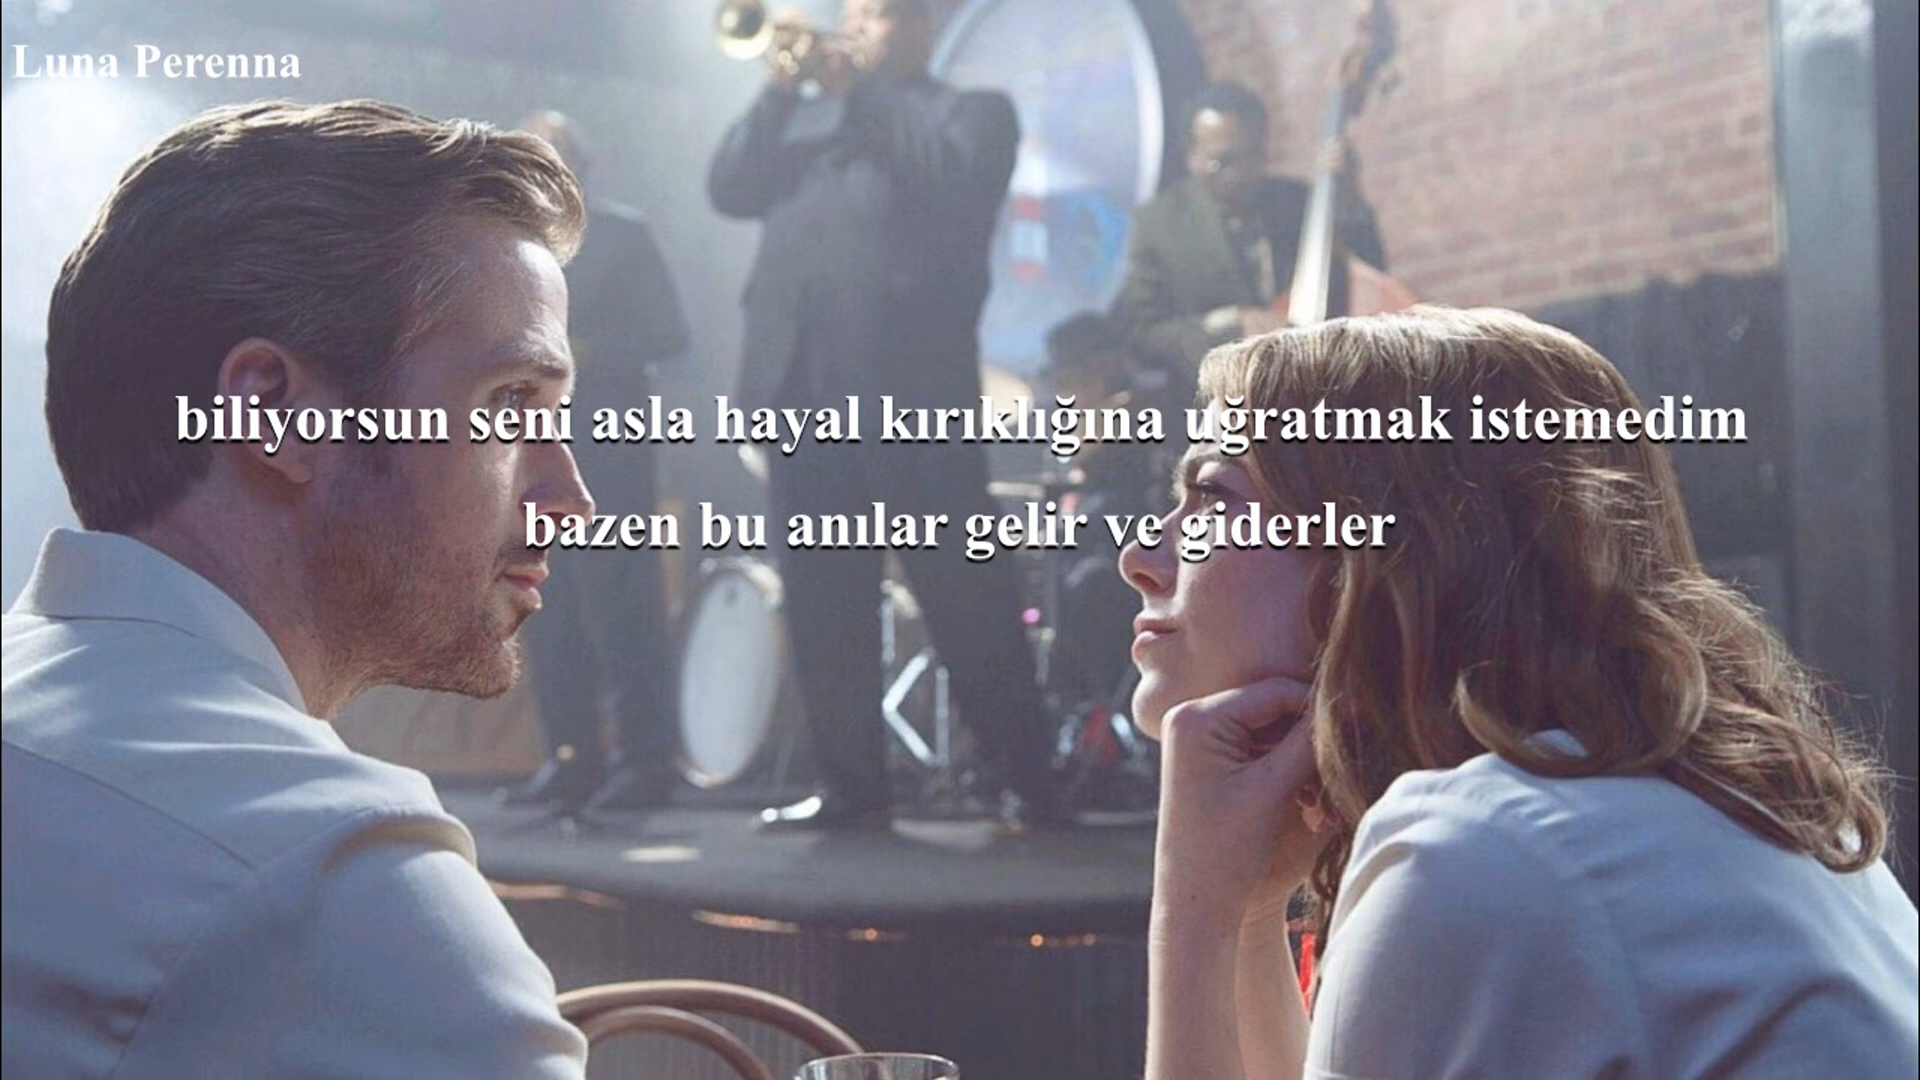 Luna Perenna
biliyorsun seni asla hayal kırıklığına uğratmak istemedim
bazen bu anılar gelir ve giderler